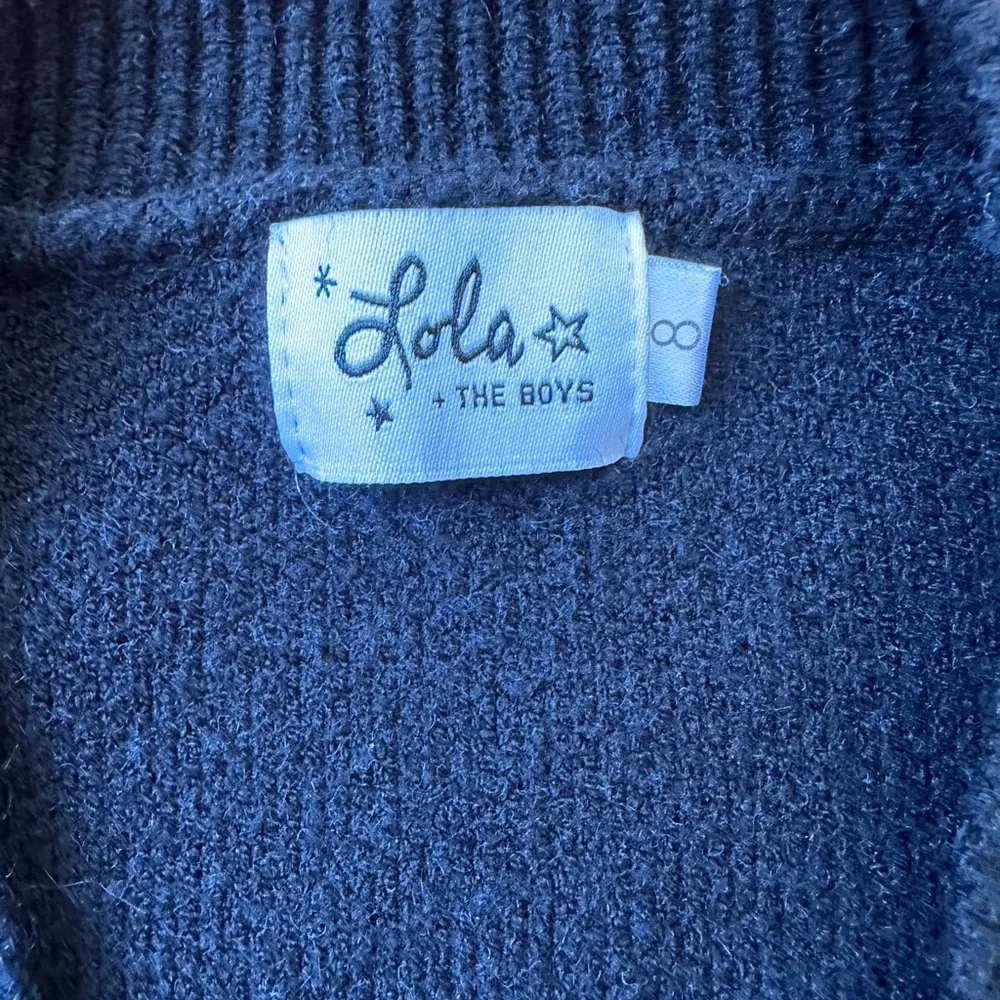 Lola
+ THE BOYS
8